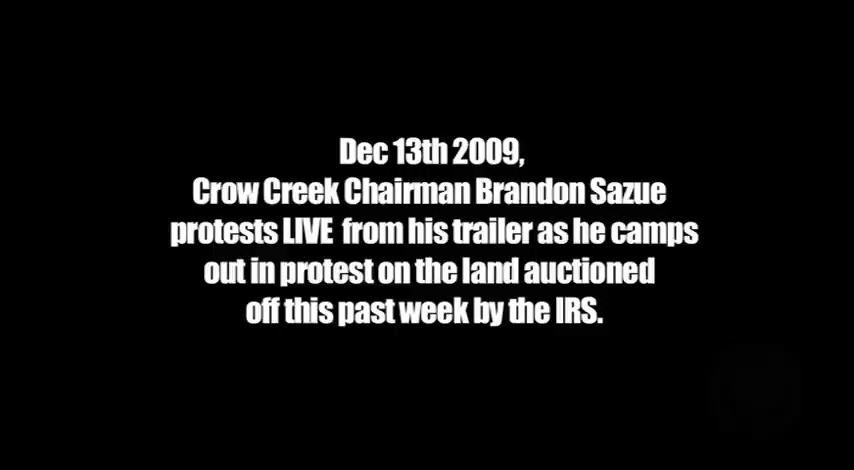 Dec 13th 2009,
Crow Creek Chairman Brandon Sazue
protests LIVE from his trailer as he camps
out in protest on the land auctioned
off this past week by the IRS.